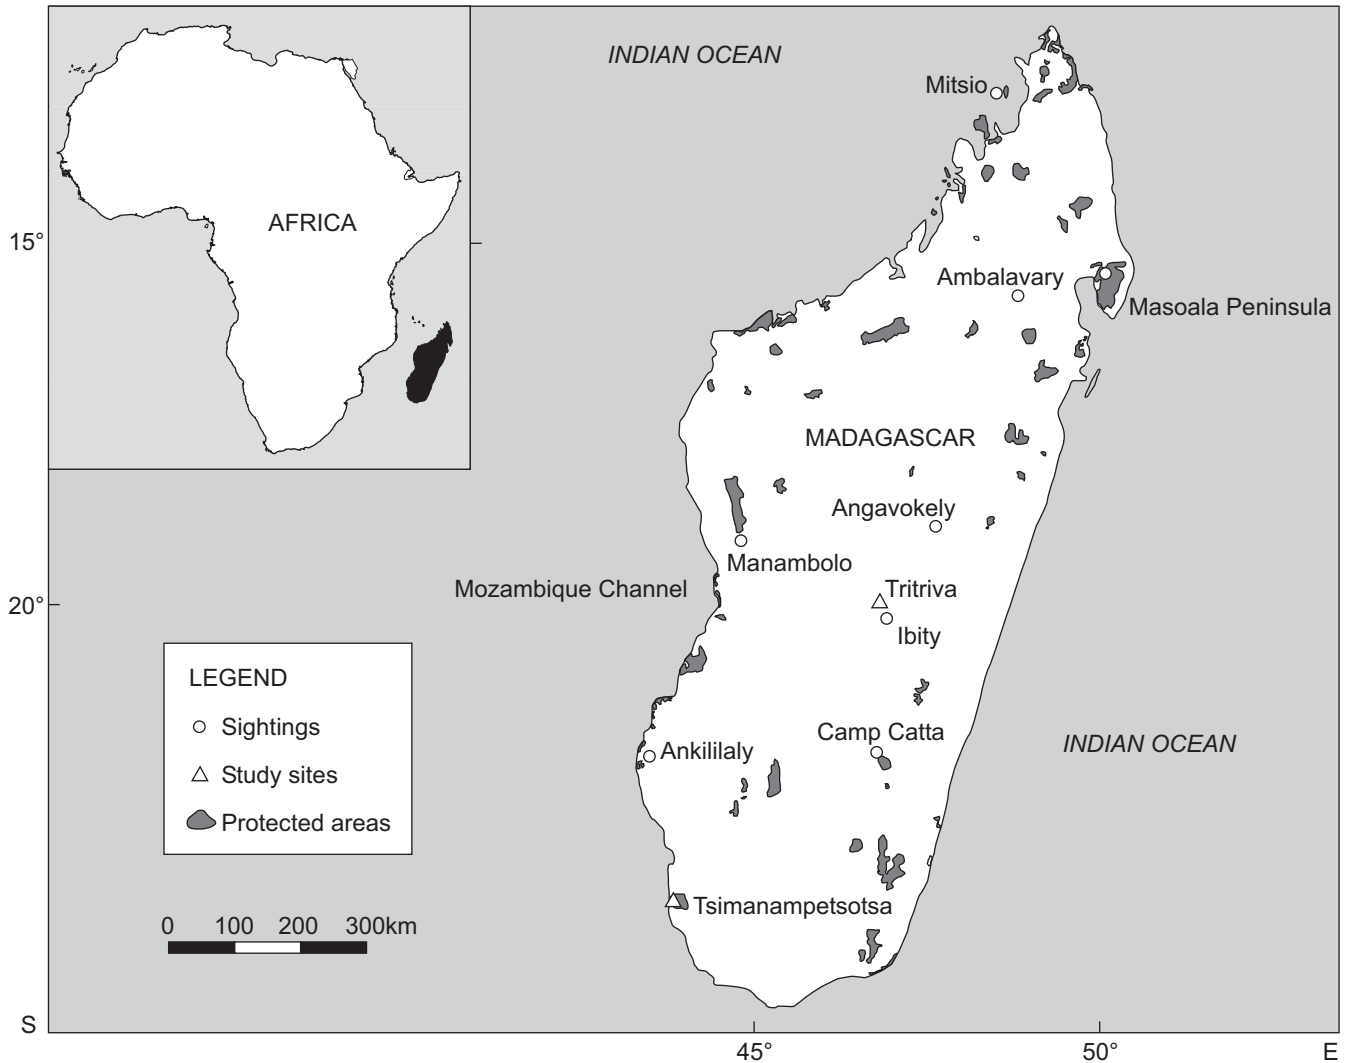 INDIAN OCEAN
Mitsio
AFRICA
15°
Ambalavary
Masoala Peninsula
MADAGASCAR
Angavokely
Manambolo
Mozambique Channel
Tritriva
20°
Ibity
LEGEND
Sightings
Study sites
Protected areas
Camp Catta
INDIAN OCEAN
Ankililaly
Tsimanampetsotsa
0 100 200 300km
S
45° 50° E